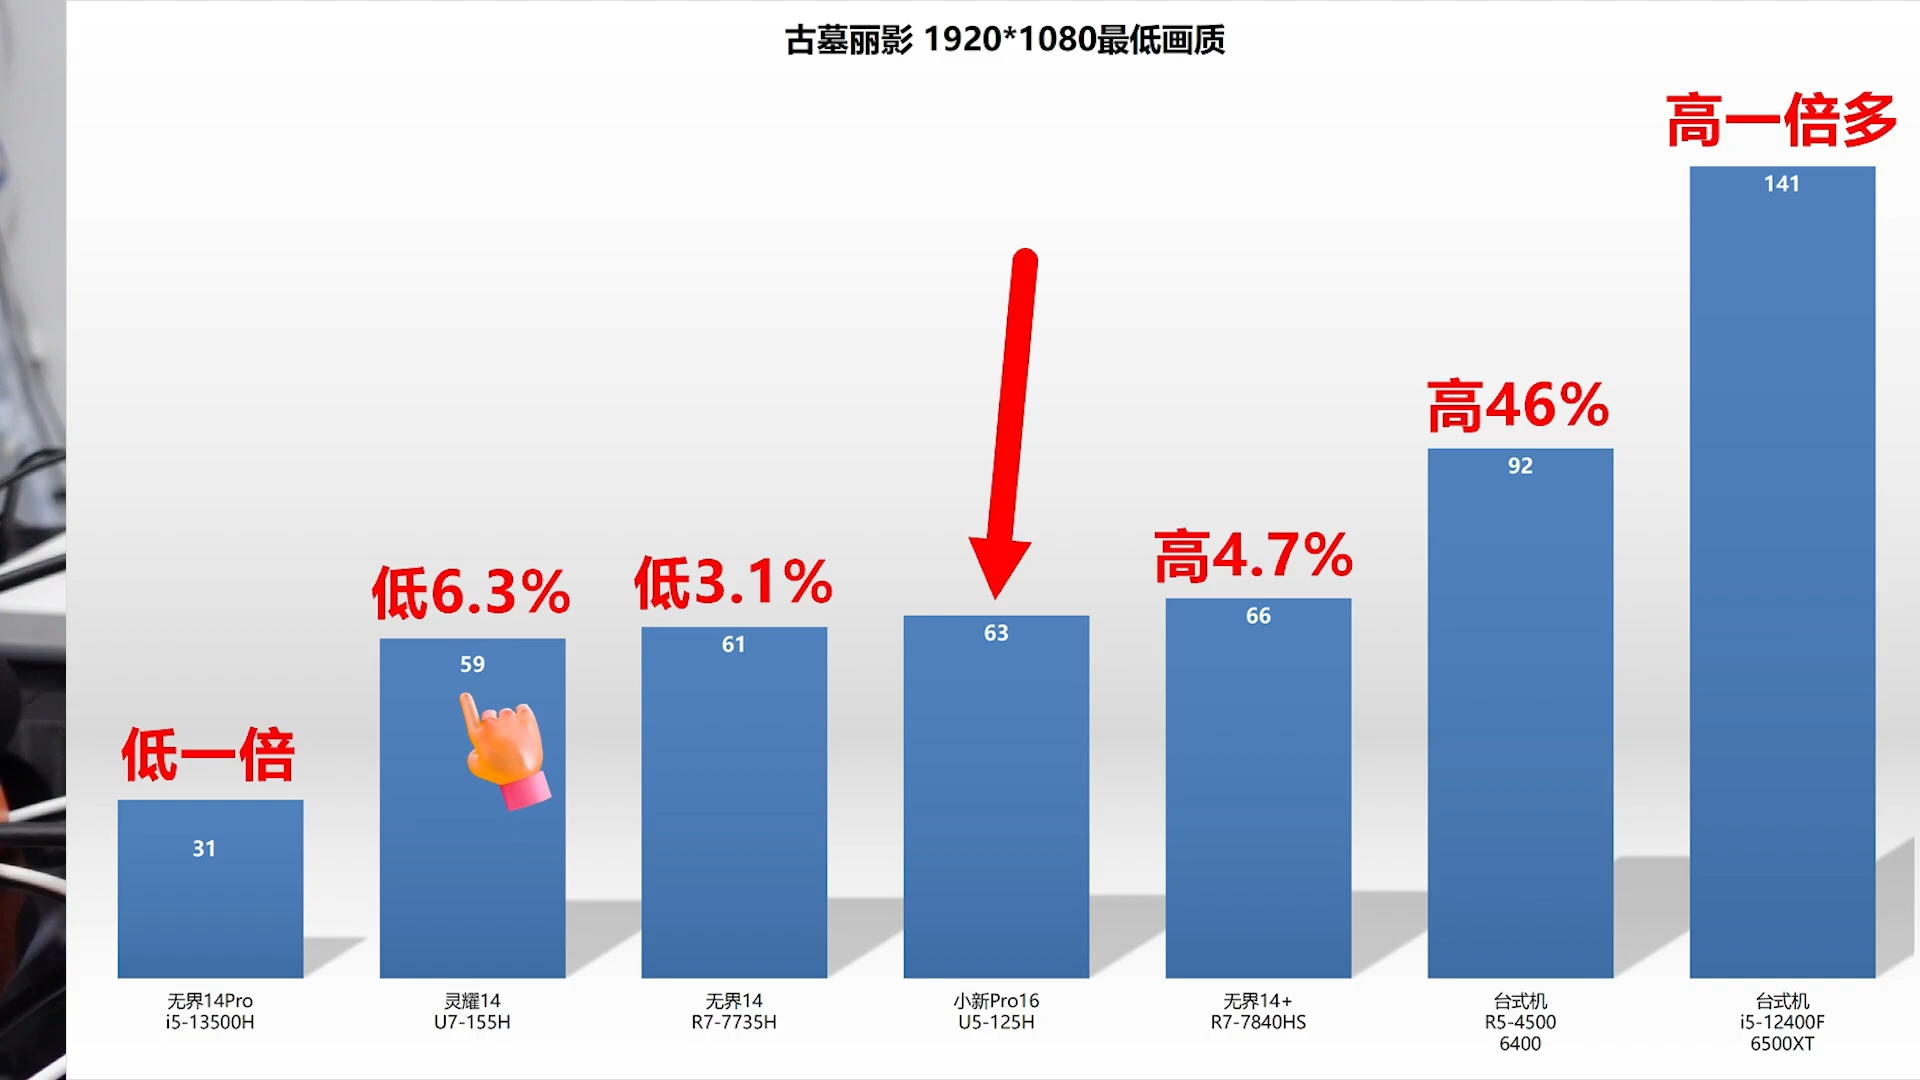 古墓丽影 1920*1080最低画质
高一倍多
141
高46%
92
高4.7%
66
63
低3.1%
61
低6.3%
59
低一倍
31
无界14Pro
i5-13500H
灵耀14
U7-155H
无界14
R7-7735H
小新Pro16
U5-125H
无界14+
R7-7840HS
台式机
R5-4500
6400
台式机
i5-12400F
6500XT